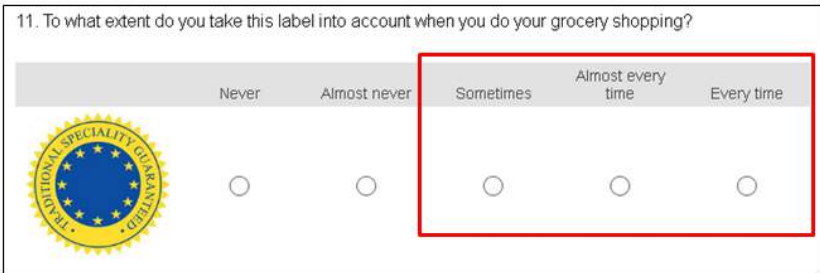 11. To what extent do you take this label into account when you do your grocery shopping?
Never Almost never Sometimes Almost every time Every time
TRADITIONAL SPECIALITY GUARANTEED